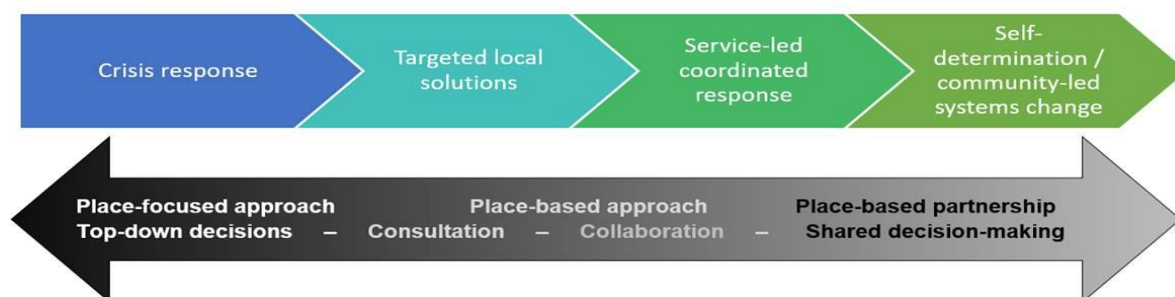 Crisis response
Targeted local
solutions
Service-led
coordinated
response
Self-
determination /
community-led
systems change
Place-focused approach Place-based approach Place-based partnership
Top-down decisions – Consultation – Collaboration – Shared decision-making